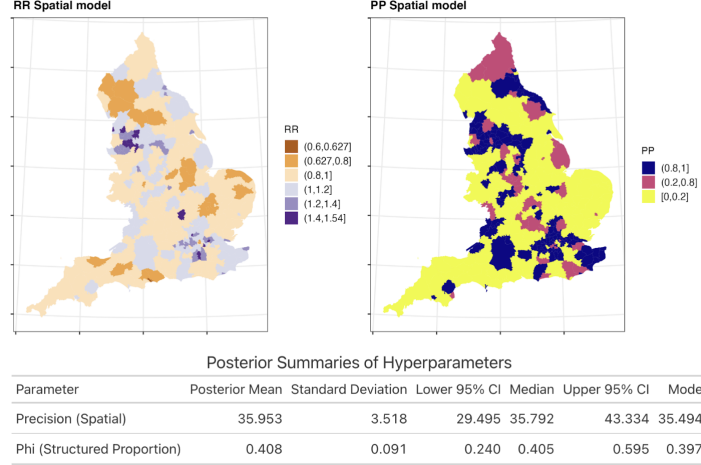 RR Spatial model
PP Spatial model
RR
(0.6,0.627]
(0.627,0.8]
(0.8,1]
(1,1.2]
(1.2,1.4]
(1.4,1.54]
PP
(0.8,1]
(0.2,0.8]
[0,0.2]
Posterior Summaries of Hyperparameters
Parameter Posterior Mean Standard Deviation Lower 95% CI Median Upper 95% CI Mode
Precision (Spatial) 35.953 3.518 29.495 35.792 43.334 35.494
Phi (Structured Proportion) 0.408 0.091 0.240 0.405 0.595 0.397